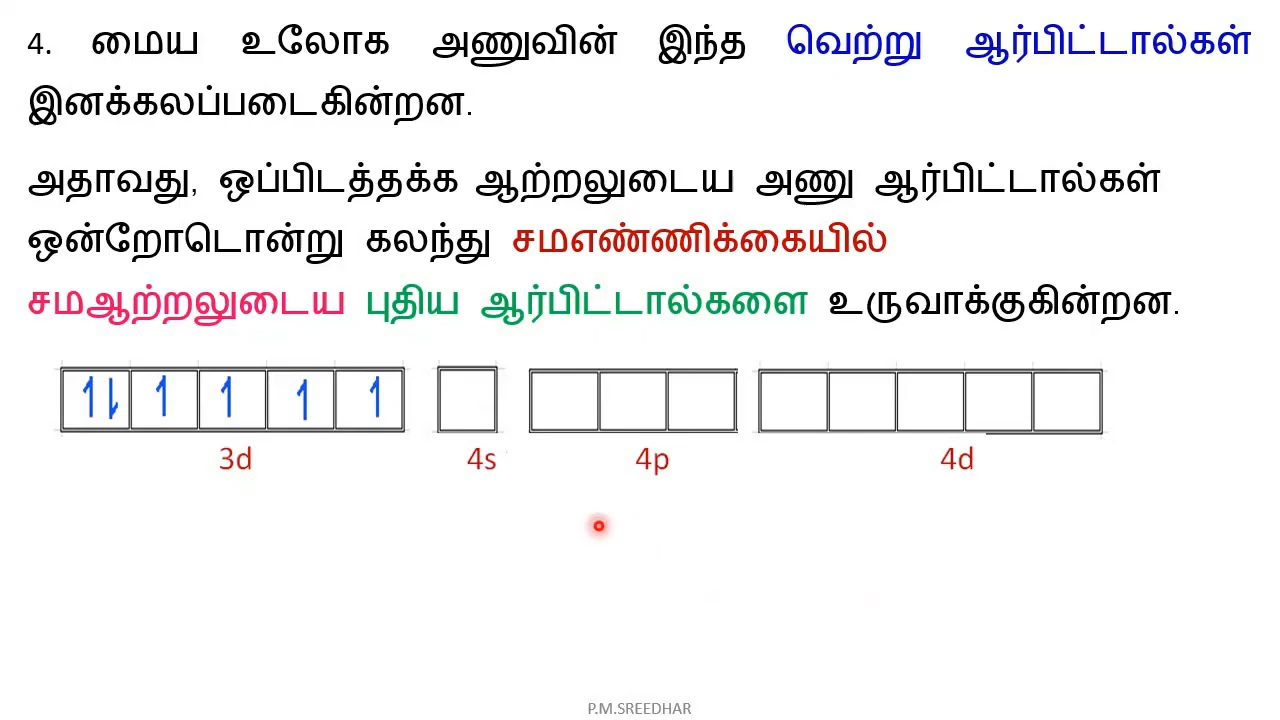 4. மைய உலோக அணுவின் இந்த வெற்று ஆர்பிட்டால்கள்
இனக்கலப்படைகின்றன.
அதாவது, ஒப்பிடத்தக்க ஆற்றலுடைய அணு ஆர்பிட்டால்கள்
ஒன்றோடொன்று கலந்து சமஎண்ணிக்கையில்
சமஆற்றலுடைய புதிய ஆர்பிட்டால்களை உருவாக்குகின்றன.
3d 4s 4p 4d
P.M.SREEDHAR